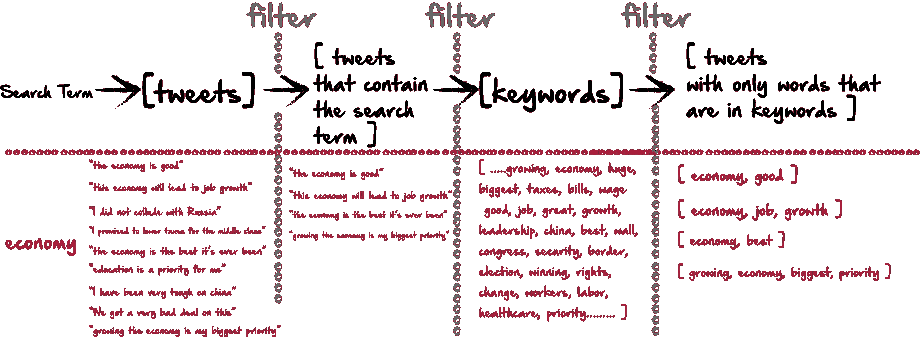 filter filter filter
Search Term [tweets] [ tweets that contain the search term ] [keywords] [ tweets with only words that are in keywords ]
economy
"the economy is good"
"this economy will lead to job growth"
"I did not collude with Russia"
"I promised to lower taxes for the middle class"
"the economy is the best it's ever been"
"education is a priority for me"
"I have been very tough on china"
"We got a very bad deal on this"
"growing the economy is my biggest priority"
"the economy is good"
"this economy will lead to job growth"
"the economy is the best it's ever been"
"growing the economy is my biggest priority"
[ .....growing, economy, huge,
biggest, taxes, bills, wage
good, job, great, growth,
leadership, china, best, wall,
congress, security, border,
election, winning, rights,
change, workers, labor,
healthcare, priority......... ]
[ economy, good ]
[ economy, job, growth ]
[ economy, best ]
[ growing, economy, biggest, priority ]